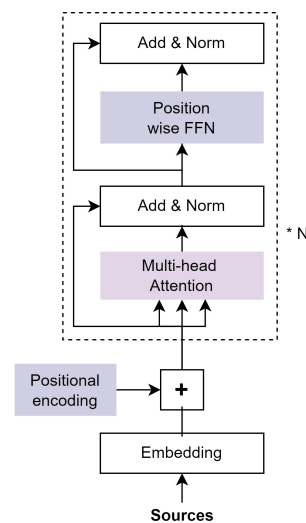 Add & Norm
Position
wise FFN
Add & Norm
* N
Multi-head
Attention
Positional
encoding
+
Embedding
Sources